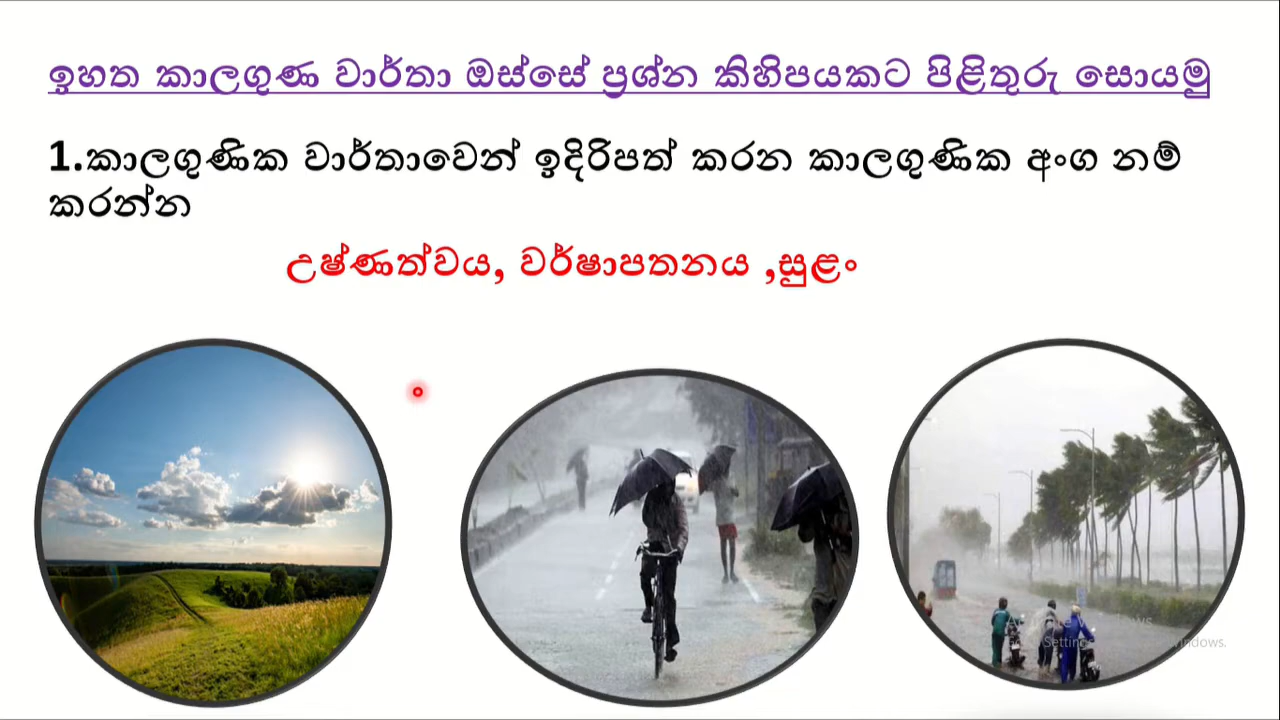 ඉහත කාලගුණ වාර්තා ඔස්සේ ප්‍රශ්න කිහිපයකට පිළිතුරු සොයමු
1.කාලගුණික වාර්තාවෙන් ඉදිරිපත් කරන කාලගුණික අංග නම්
කරන්න
උෂ්ණත්වය, වර්ෂාපතනය ,සුළං